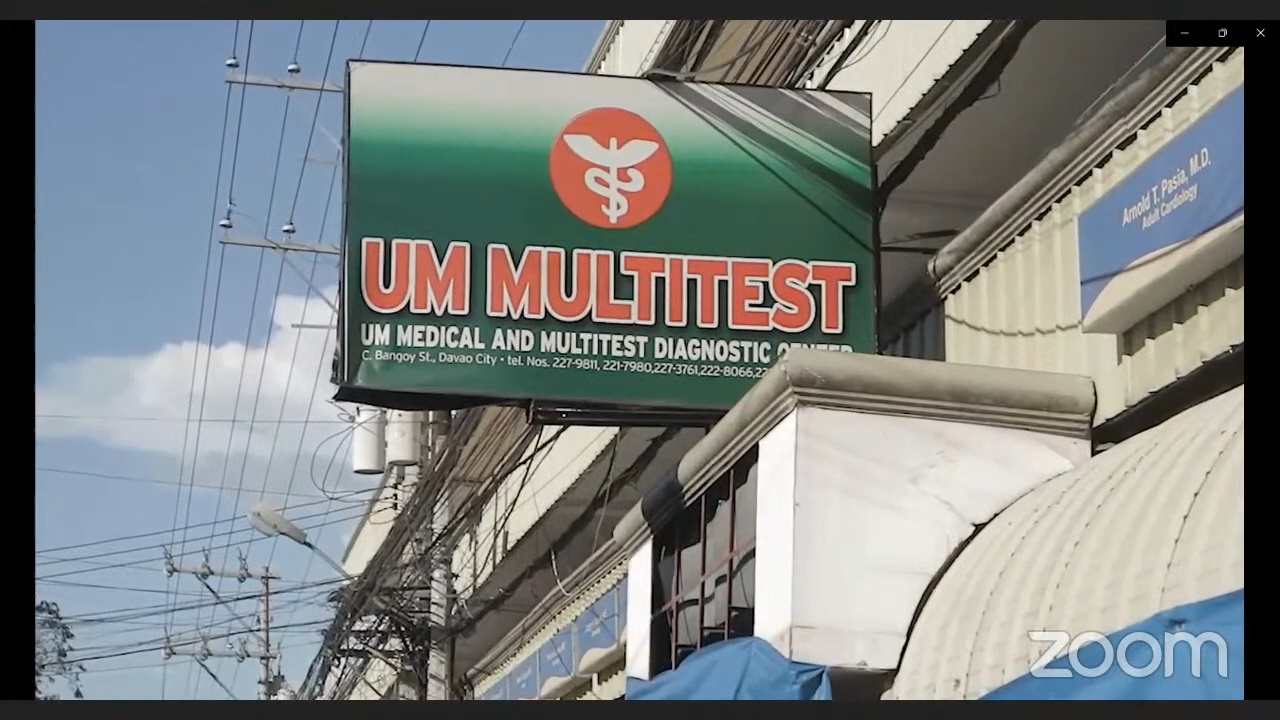 UM MULTITEST
UM MEDICAL AND MULTITEST DIAGNOSTIC CENTER
C. Bangoy St., Davao City • tel. Nos. 227-9811, 221-7980,227-3761,222-8066,22
Arnold T. Pasia, M.D.
Adult Cardiology
zoom